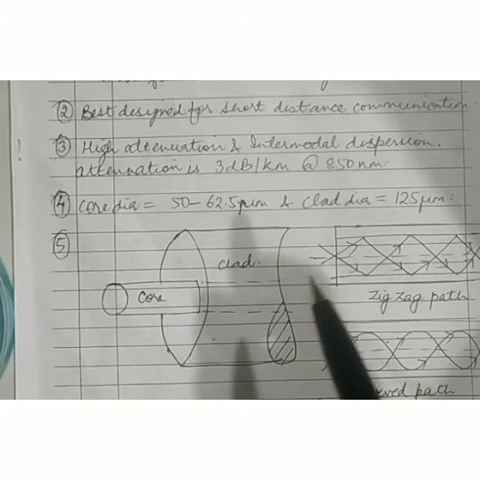 ② Best designed for short distance communication.
③ High attenuation & Intermodal dispersion.
attenuation is 3dB/km @ 850nm.
④ Core dia = 50-62.5μm & Clad dia = 125μm.
⑤
Clad.
Core
Zig Zag path
path